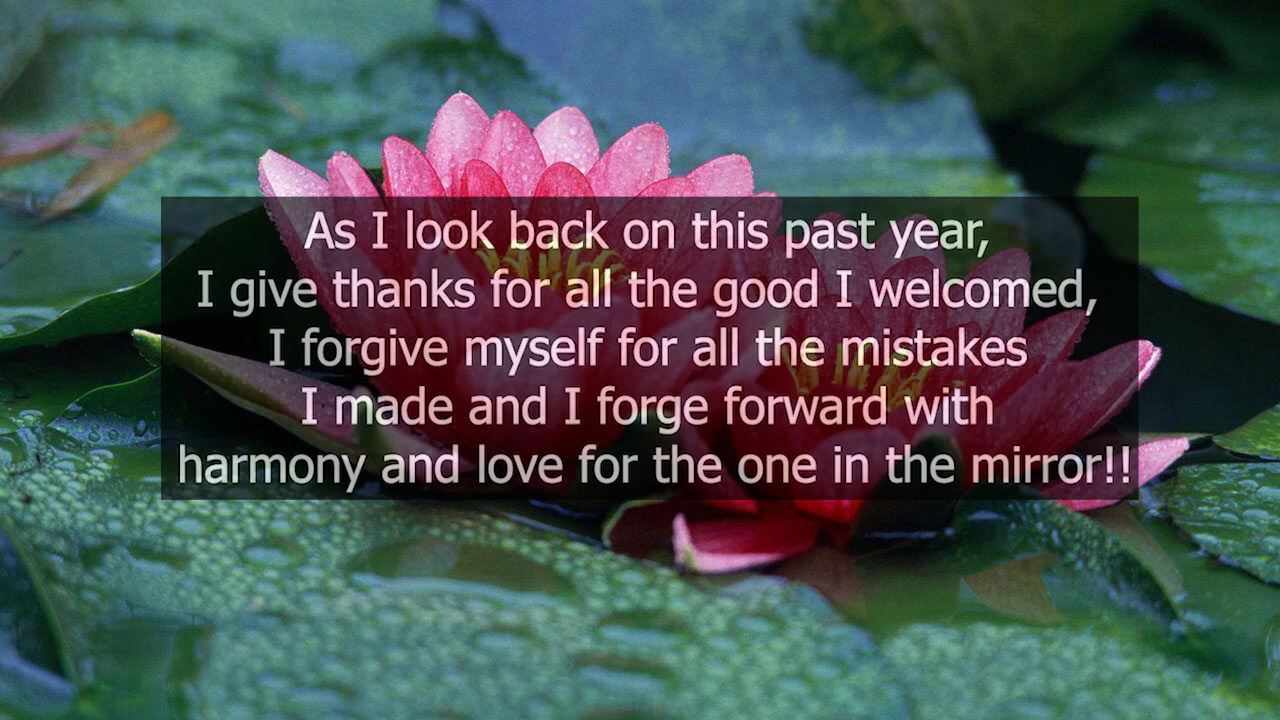 As I look back on this past year,
I give thanks for all the good I welcomed,
I forgive myself for all the mistakes
I made and I forge forward with
harmony and love for the one in the mirror!!